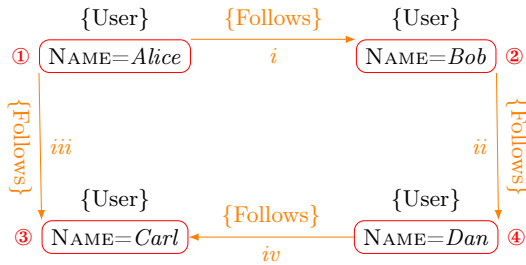 {User} {Follows} {User}
① NAME=Alice i NAME=Bob ②
{Follows} iii ii {Follows}
{User} {Follows} {User}
③ NAME=Carl iv NAME=Dan ④